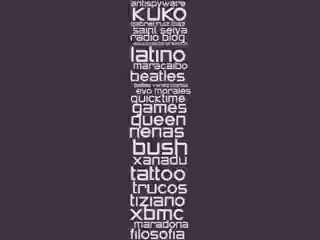 antispyware
KUKO
gabriel ruiz diaz
saint seiya
radio blog
latino
maracaibo
beatles
evo morales
quicktime
games
queen
nenas
bush
xanadu
tattoo
trucos
tiziano
xbmc
maradona
filosofia